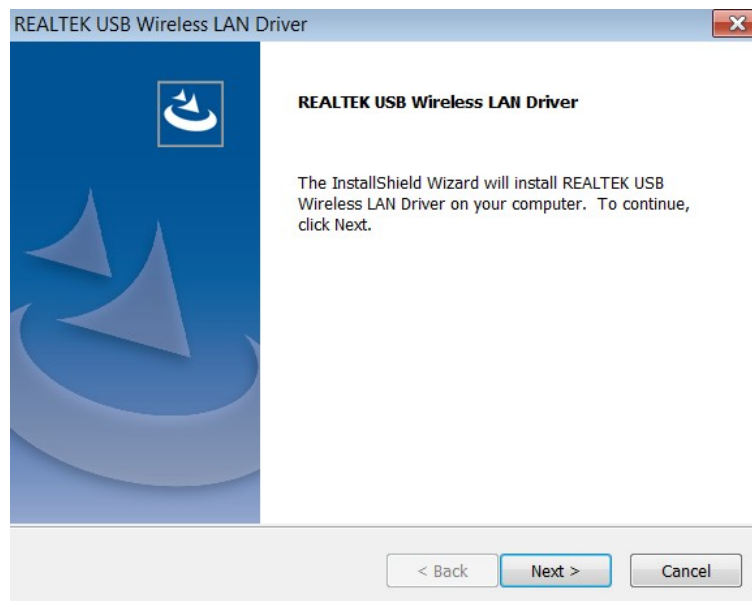 REALTEK USB Wireless LAN Driver
REALTEK USB Wireless LAN Driver
The InstallShield Wizard will install REALTEK USB
Wireless LAN Driver on your computer.  To continue,
click Next.
< Back
Next >
Cancel